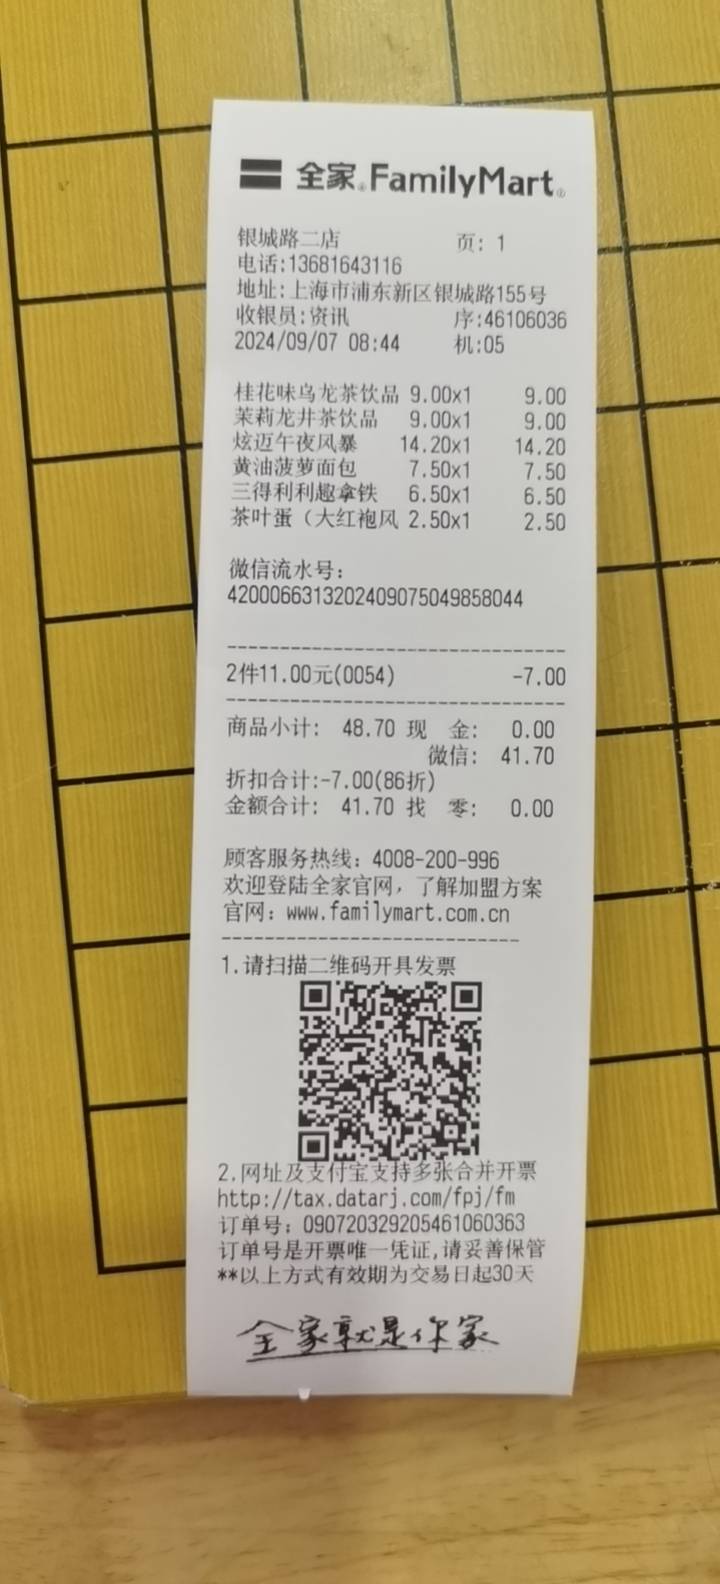 全家 FamilyMart
银城路二店 页: 1
电话:13681643116
地址:上海市浦东新区银城路155号
收银员:资讯 序:46106036
2024/09/07 08:44 机:05
桂花味乌龙茶饮品 9.00x1 9.00
茉莉龙井茶饮品 9.00x1 9.00
炫迈午夜风暴 14.20x1 14.20
黄油菠萝面包 7.50x1 7.50
三得利利趣拿铁 6.50x1 6.50
茶叶蛋（大红袍风 2.50x1 2.50
微信流水号:
4200066313202409075049858044
2件11.00元(0054) -7.00
商品小计: 48.70 现 金: 0.00
微信: 41.70
折扣合计:-7.00(86折)
金额合计: 41.70 找 零: 0.00
顾客服务热线: 4008-200-996
欢迎登陆全家官网，了解加盟方案
官网: www.familymart.com.cn
1.请扫描二维码开具发票
2.网址及支付宝支持多张合并开票
http://tax.datarj.com/fpj/fm
订单号: 090720329205461060363
订单号是开票唯一凭证,请妥善保管
**以上方式有效期为交易日起30天
全家就是你家